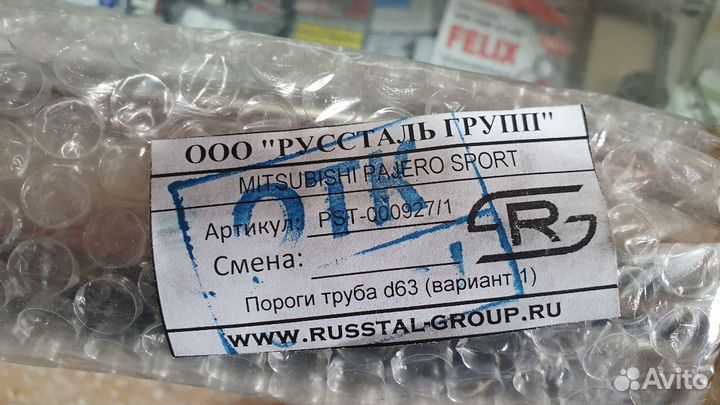 FELIX
ООО "РУССТАЛЬ ГРУПП"
MITSUBISHI PAJERO SPORT
Артикул: PST-000927/1
ОТК
SRG
Смена:
Пороги труба d63 (вариант 1)
WWW.RUSSTAL-GROUP.RU
Avito